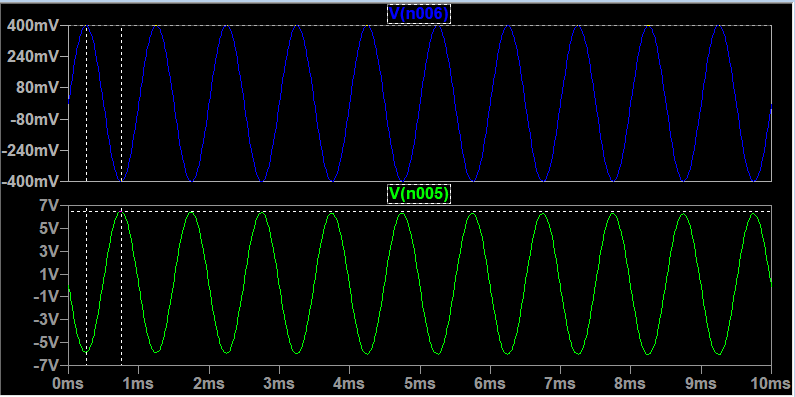 V(n006)
400mV
240mV
80mV
-80mV
-240mV
-400mV
V(n005)
7V
5V
3V
1V
-1V
-3V
-5V
-7V
0ms 1ms 2ms 3ms 4ms 5ms 6ms 7ms 8ms 9ms 10ms